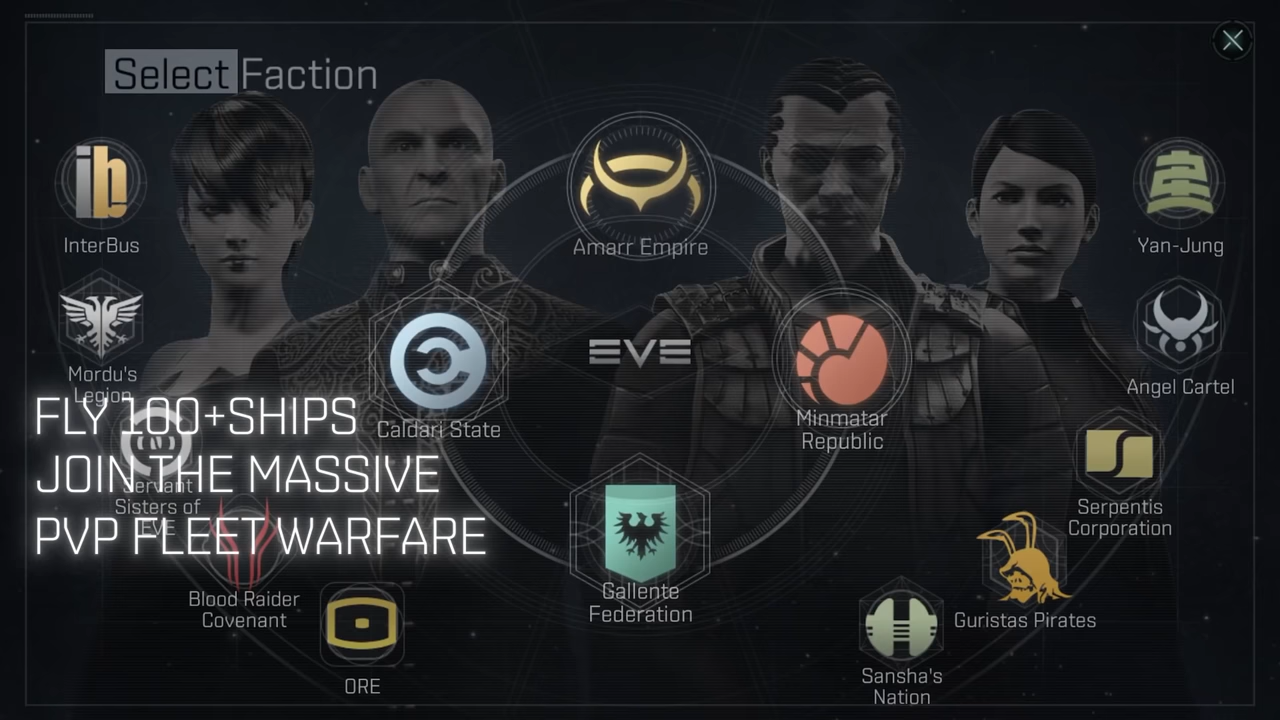 Select Faction
ib
InterBus
Amarr Empire
Yan-Jung
Mordu's
Legion
EVE
Angel Cartel
FLY 100+SHIPS
JOIN THE MASSIVE
PVP FLEET WARFARE
Caldari State
Minmatar
Republic
Servant
Sisters of
EVE
Serpentis
Corporation
Blood Raider
Covenant
Gallente
Federation
Guristas Pirates
ORE
Sansha's
Nation